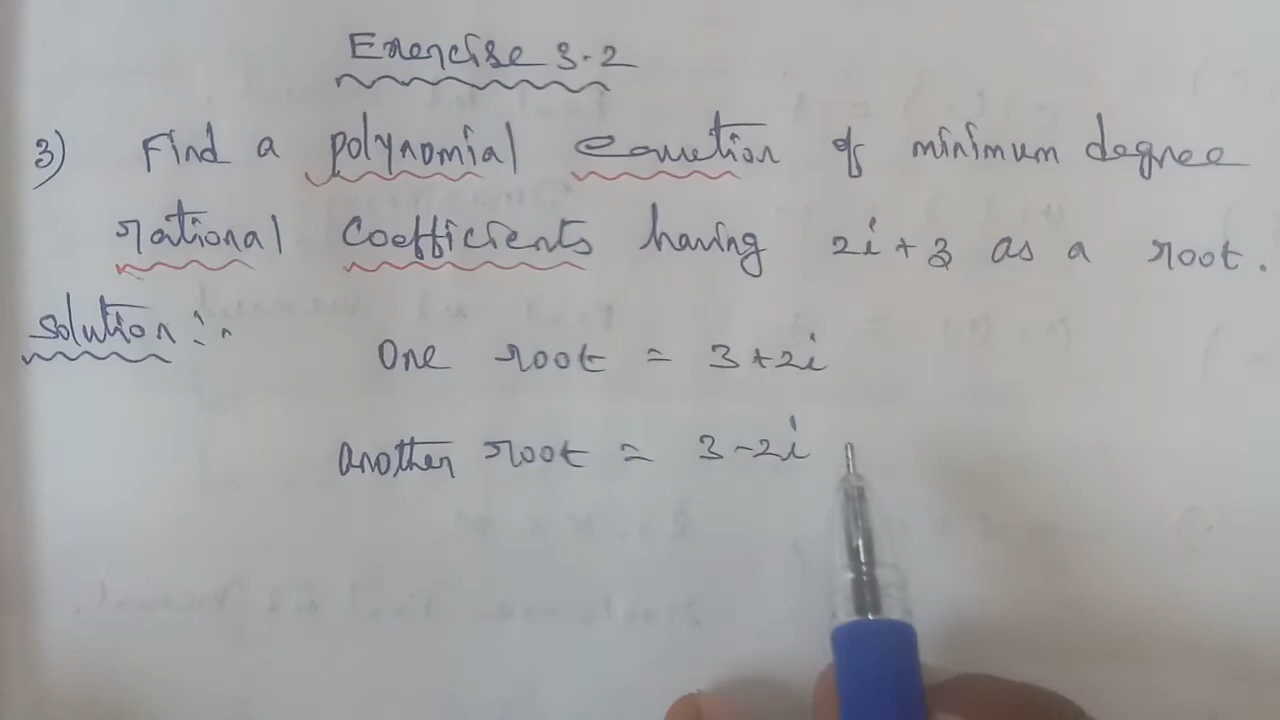 Exercise 3.2
3) Find a polynomial equation of minimum degree
rational coefficients having 2i+3 as a root.
solution :-
One root = 3+2i
another root = 3-2i